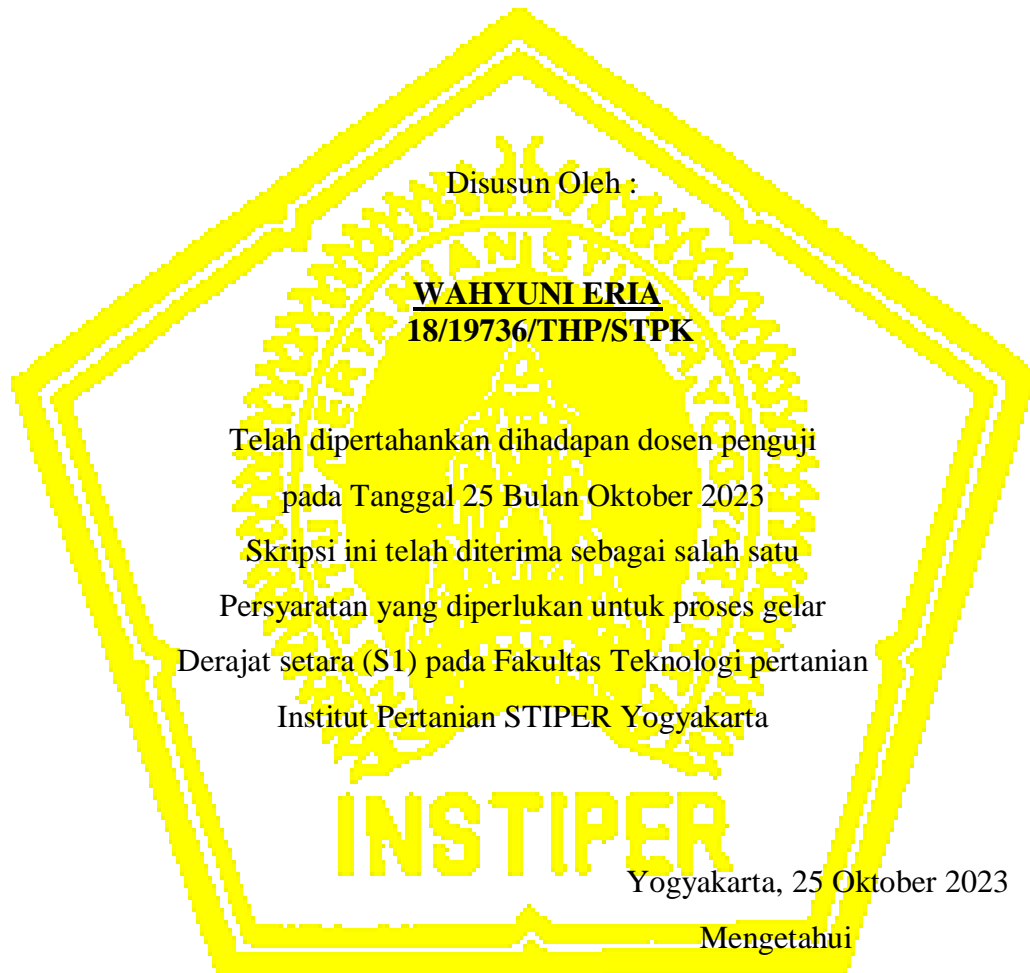 Disusun Oleh :
WAHYUNI ERIA
18/19736/THP/STPK
Telah dipertahankan dihadapan dosen penguji
pada Tanggal 25 Bulan Oktober 2023
Skripsi ini telah diterima sebagai salah satu
Persyaratan yang diperlukan untuk proses gelar
Derajat setara (S1) pada Fakultas Teknologi pertanian
Institut Pertanian STIPER Yogyakarta
INSTIPER
Yogyakarta, 25 Oktober 2023
Mengetahui